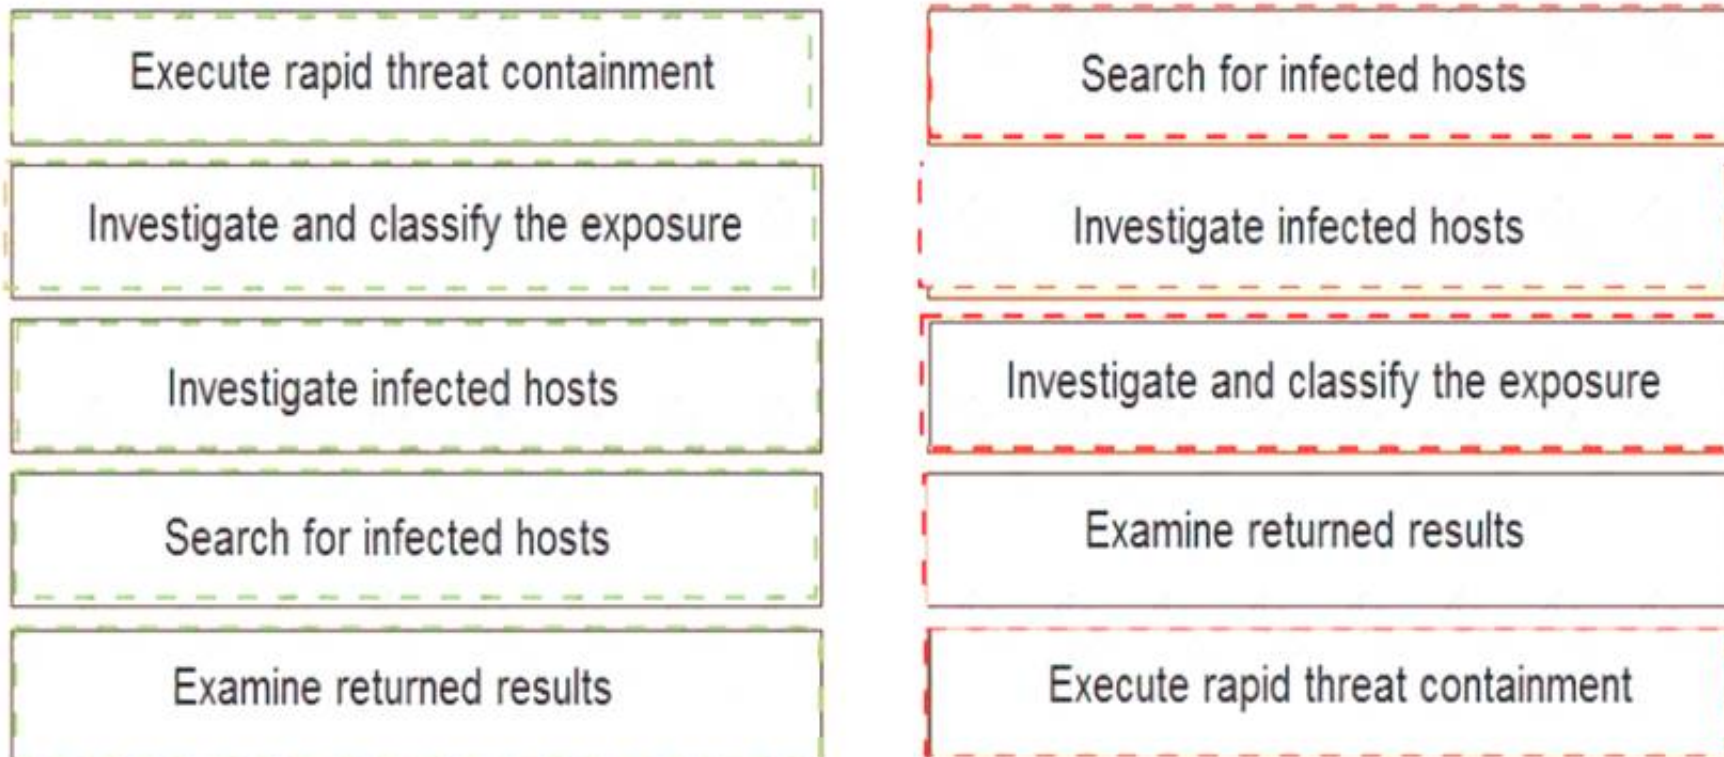 Execute rapid threat containment
Investigate and classify the exposure
Investigate infected hosts
Search for infected hosts
Examine returned results
Search for infected hosts
Investigate infected hosts
Investigate and classify the exposure
Examine returned results
Execute rapid threat containment